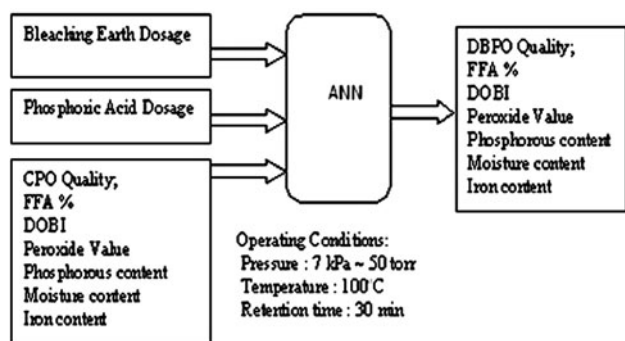 Bleaching Earth Dosage
Phosphoric Acid Dosage
CPO Quality;
FFA %
DOBI
Peroxide Value
Phosphorous content
Moisture content
Iron content
ANN
Operating Conditions:
Pressure : 7 kPa ~ 50 torr
Temperature : 100°C
Retention time : 30 min
DBPO Quality;
FFA %
DOBI
Peroxide Value
Phosphorous content
Moisture content
Iron content